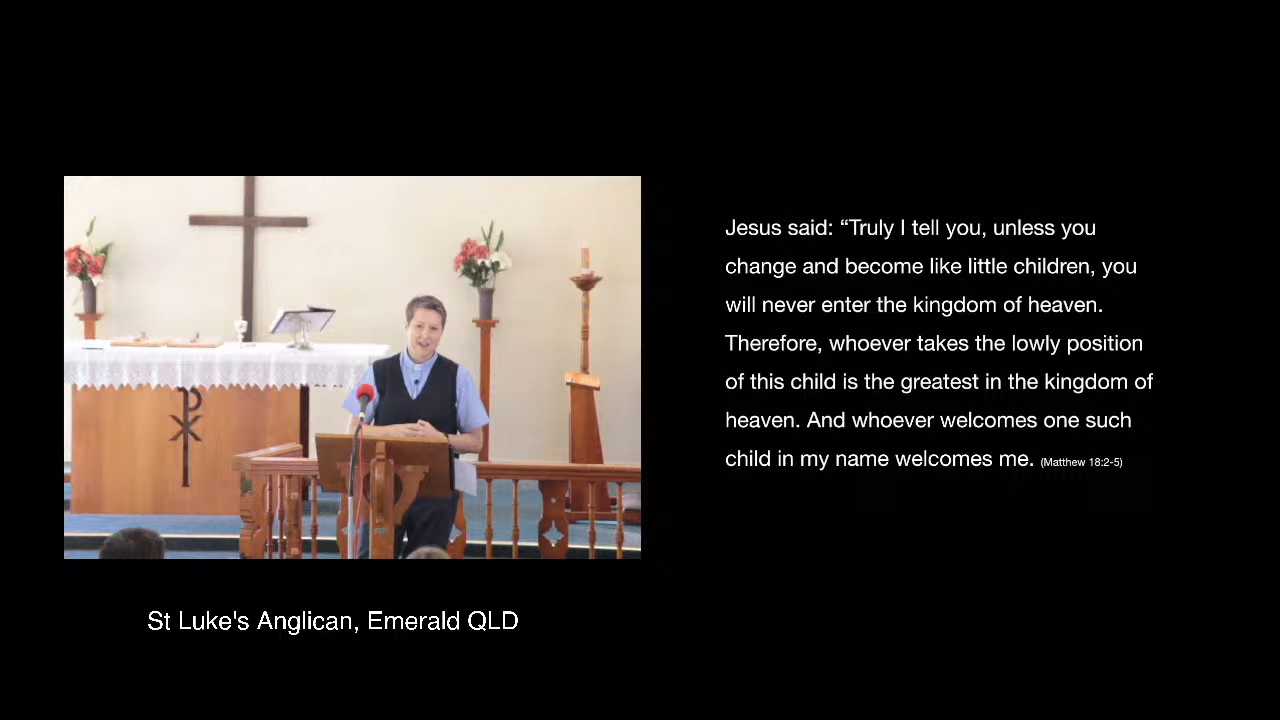 Jesus said: “Truly I tell you, unless you
change and become like little children, you
will never enter the kingdom of heaven.
Therefore, whoever takes the lowly position
of this child is the greatest in the kingdom of
heaven. And whoever welcomes one such
child in my name welcomes me. (Matthew 18:2-5)
St Luke's Anglican, Emerald QLD